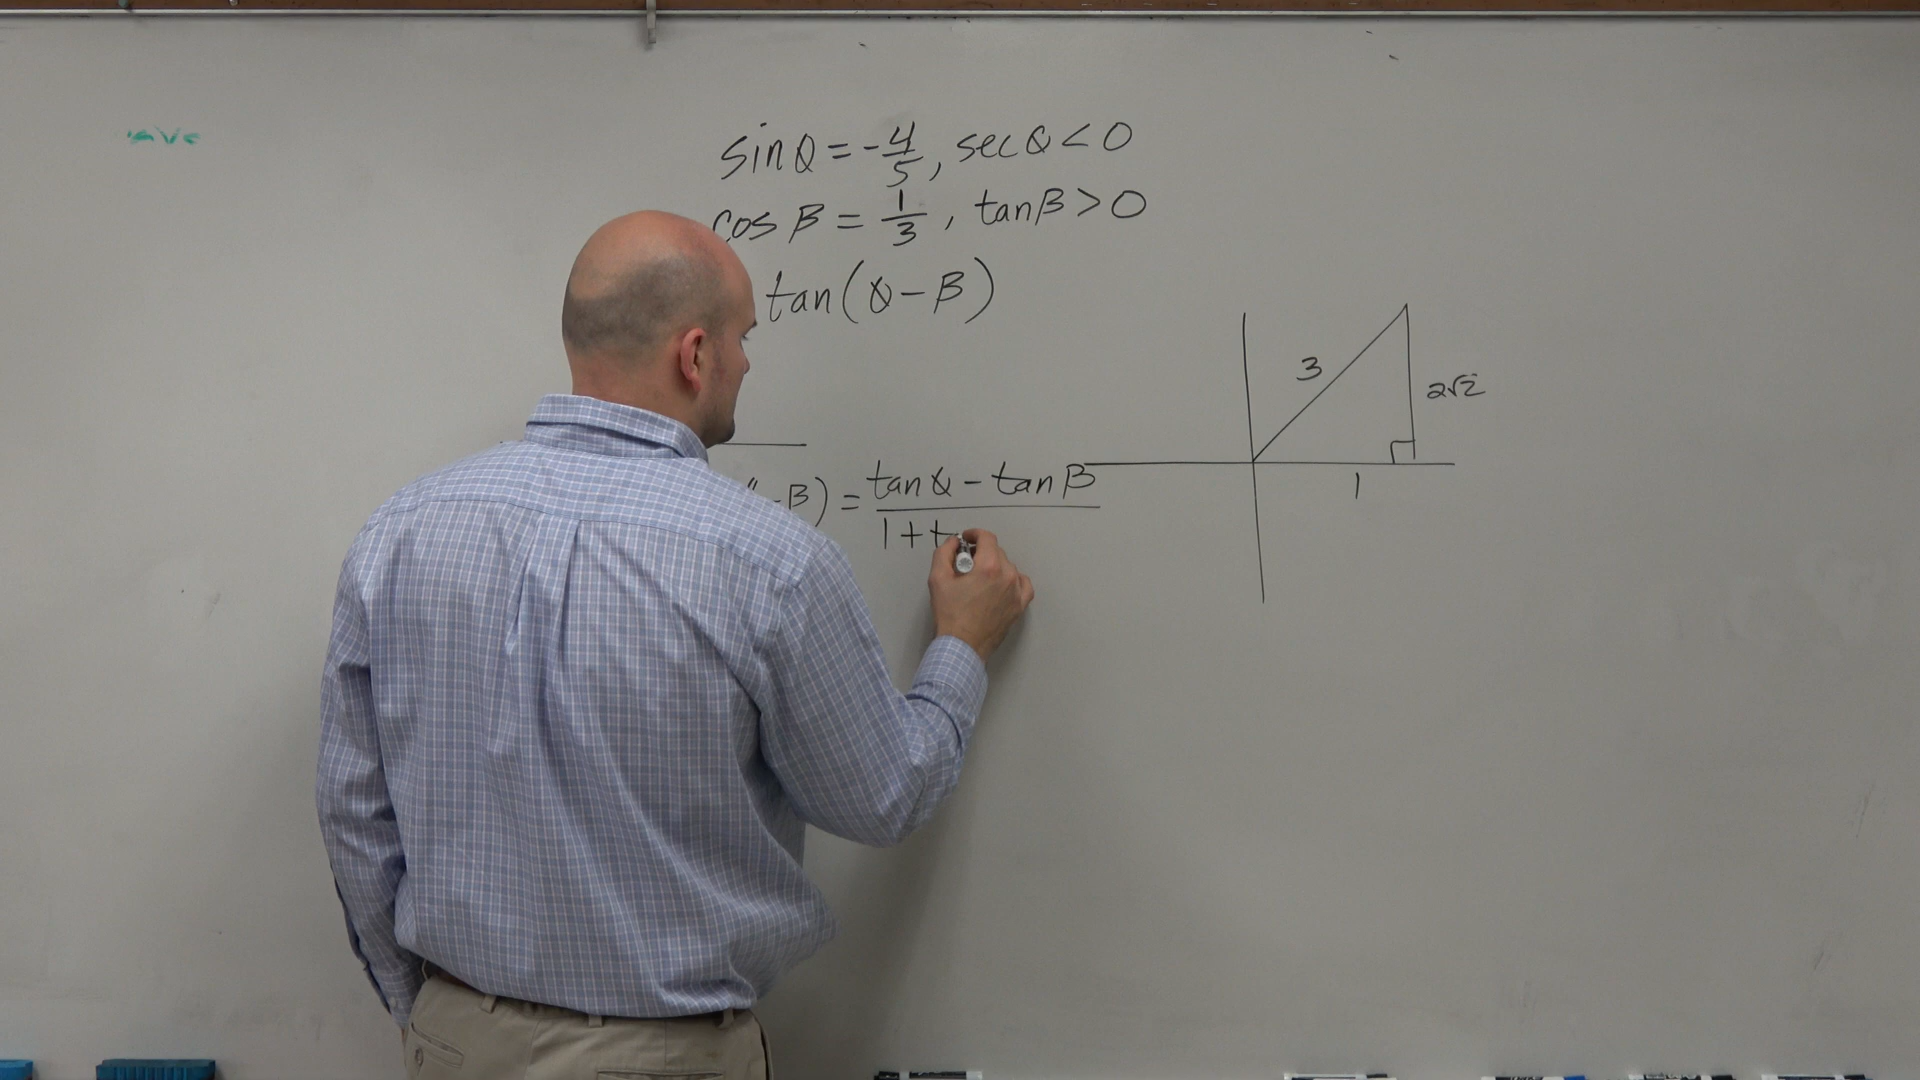 sin α = -4/5, sec α < 0
cos β = 1/3, tan β > 0
tan(α - β)
3
2√2
- β) = tan α - tan β / 1 + t
1